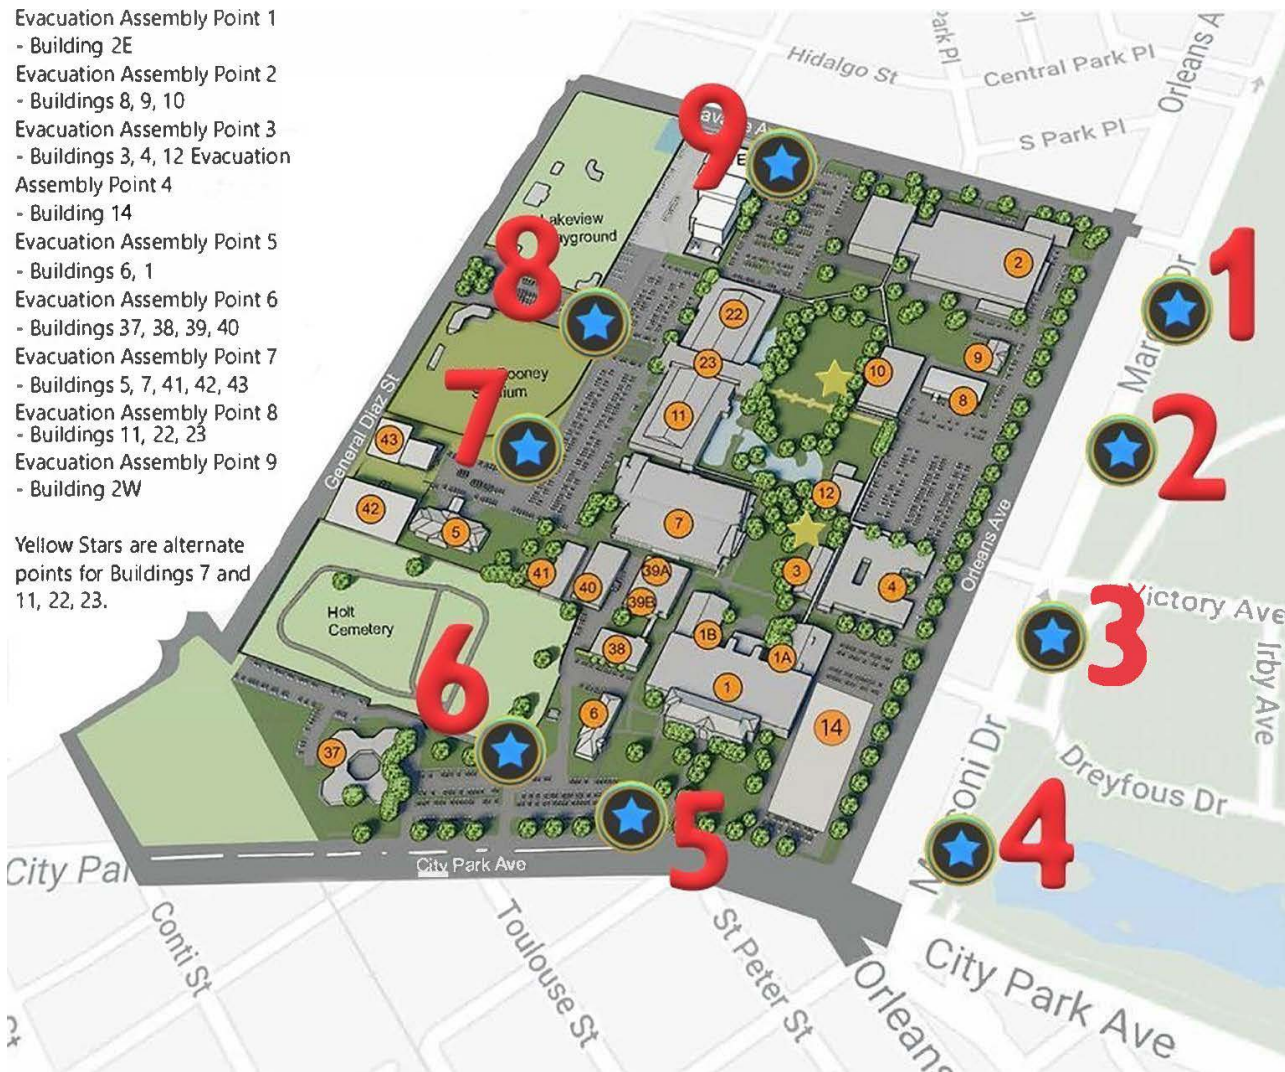 Evacuation Assembly Point 1
- Building 2E
Evacuation Assembly Point 2
- Buildings 8, 9, 10
Evacuation Assembly Point 3
- Buildings 3, 4, 12 Evacuation
Assembly Point 4
- Building 14
Evacuation Assembly Point 5
- Buildings 6, 1
Evacuation Assembly Point 6
- Buildings 37, 38, 39, 40
Evacuation Assembly Point 7
- Buildings 5, 7, 41, 42, 43
Evacuation Assembly Point 8
- Buildings 11, 22, 23
Evacuation Assembly Point 9
- Building 2W
Yellow Stars are alternate
points for Buildings 7 and
11, 22, 23.
Hidalgo St
Park Pl
Central Park Pl
Orleans A
S Park Pl
9
E
8
Lakeview
1
2
22
Marc
Dr
23
9
10
8
7
11
2
43
General Diaz St
42
5
7
12
Orleans Ave
41
40
39A
39B
3
4
3
Victory Ave
Irby Ave
Holt
Cemetery
6
38
1B
1A
1
6
14
37
Dreyfous Dr
coni Dr
4
5
City Park Ave
City Par
Conti St
Toulouse St
St Peter St
Orleans
City Park Ave